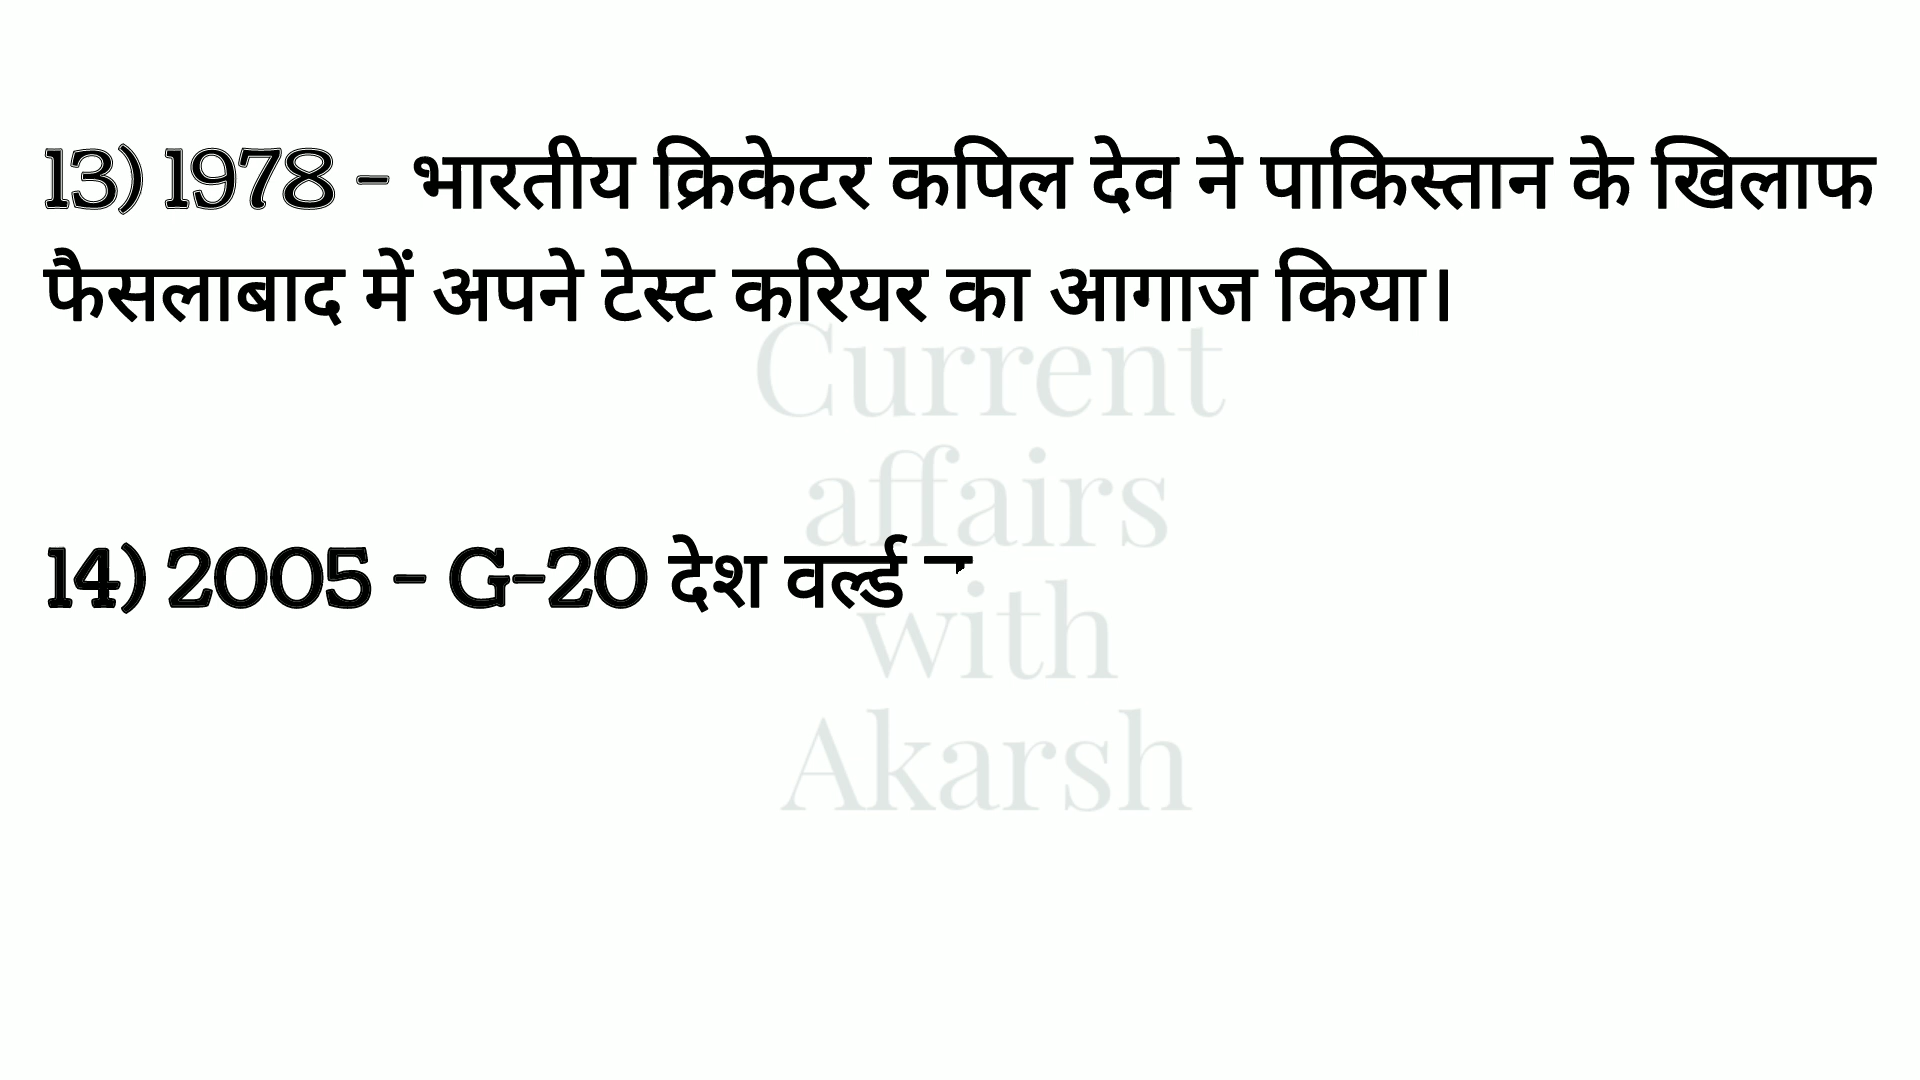 13) 1978 - भारतीय क्रिकेटर कपिल देव ने पाकिस्तान के खिलाफ
फैसलाबाद में अपने टेस्ट करियर का आगाज किया।
Current
affairs
14) 2005 - G-20 देश वर्ल्ड
with
Akarsh